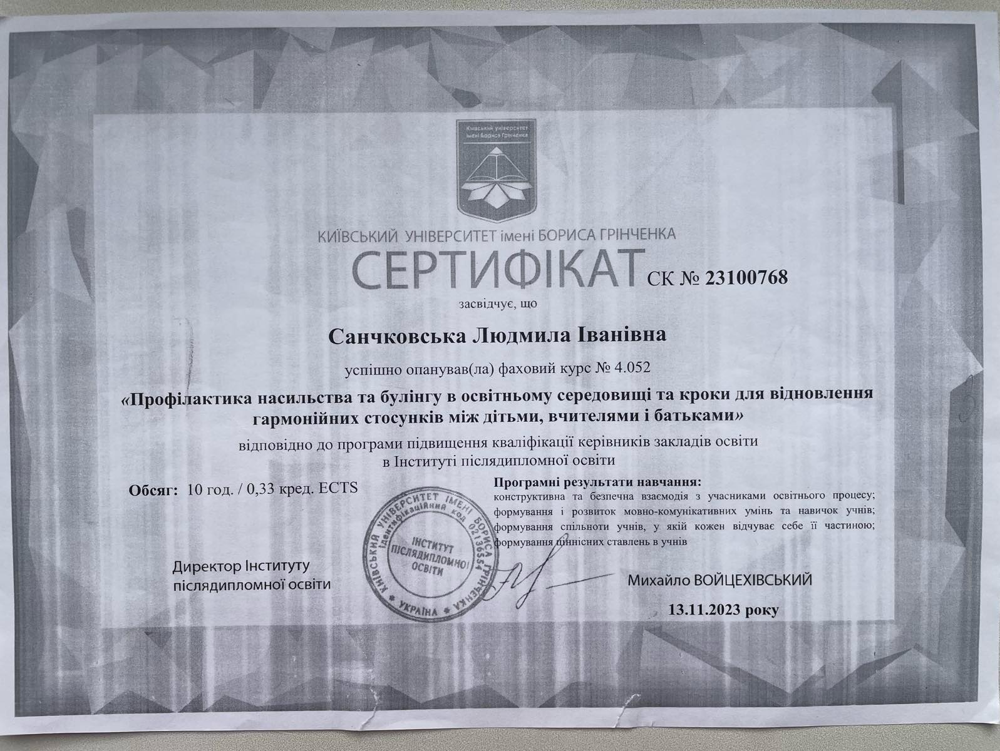 Київський університет
імені Бориса Грінченка
КИЇВСЬКИЙ УНІВЕРСИТЕТ імені БОРИСА ГРІНЧЕНКА
СЕРТИФІКАТ СК № 23100768
засвідчує, що
Санчковська Людмила Іванівна
успішно опанував(ла) фаховий курс № 4.052
«Профілактика насильства та булінгу в освітньому середовищі та кроки для відновлення
гармонійних стосунків між дітьми, вчителями і батьками»
відповідно до програми підвищення кваліфікації керівників закладів освіти
в Інституті післядипломної освіти
Обсяг: 10 год. / 0,33 кред. ECTS
Програмні результати навчання:
конструктивна та безпечна взаємодія з учасниками освітнього процесу;
формування і розвиток мовно-комунікативних умінь та навичок учнів;
формування спільноти учнів, у якій кожен відчуває себе її частиною;
формування ціннісних ставлень в учнів
КИЇВСЬКИЙ УНІВЕРСИТЕТ ІМЕНІ БОРИСА ГРІНЧЕНКА * УКРАЇНА *
Ідентифікаційний код 02136554
ІНСТИТУТ
ПІСЛЯДИПЛОМНОЇ
ОСВІТИ
Директор Інституту
післядипломної освіти
Михайло ВОЙЦЕХІВСЬКИЙ
13.11.2023 року